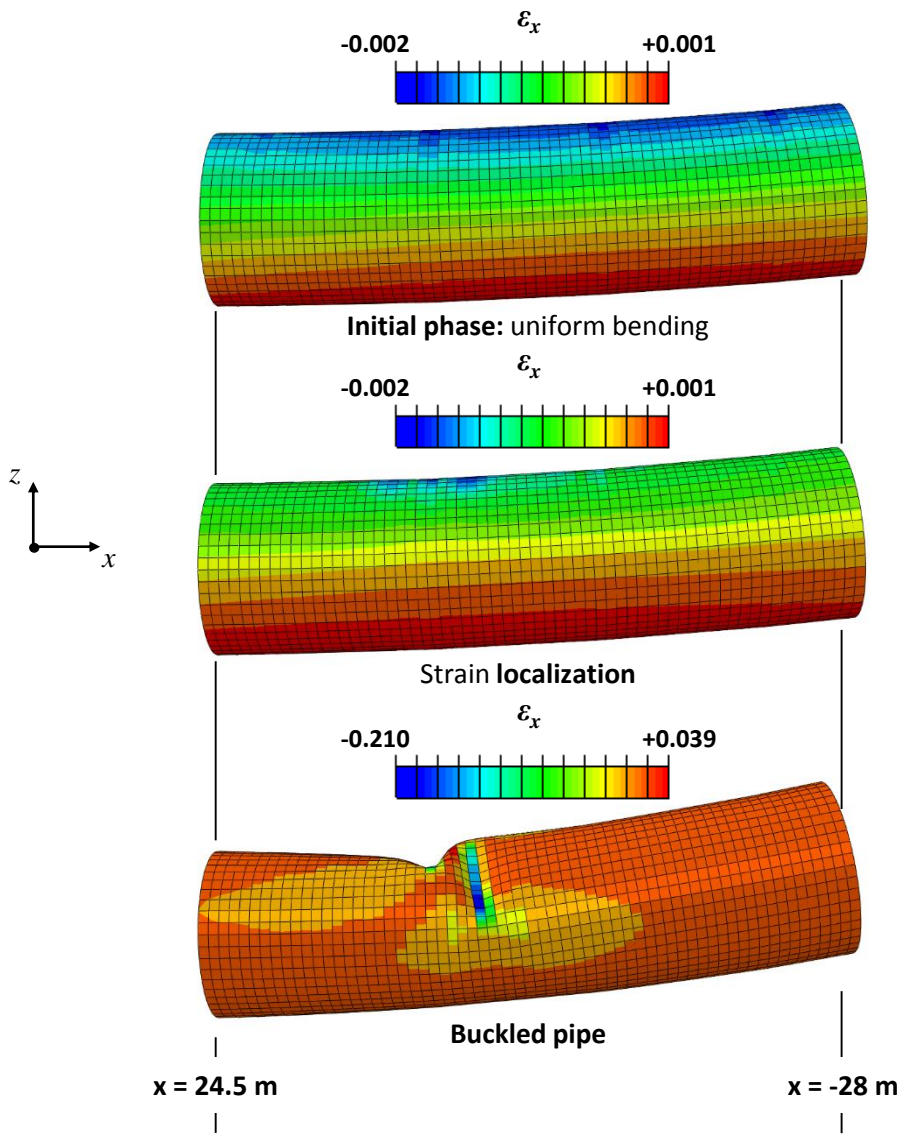 εx
-0.002 +0.001
Initial phase: uniform bending
εx
-0.002 +0.001
z
x
Strain localization
εx
-0.210 +0.039
Buckled pipe
x = 24.5 m x = -28 m